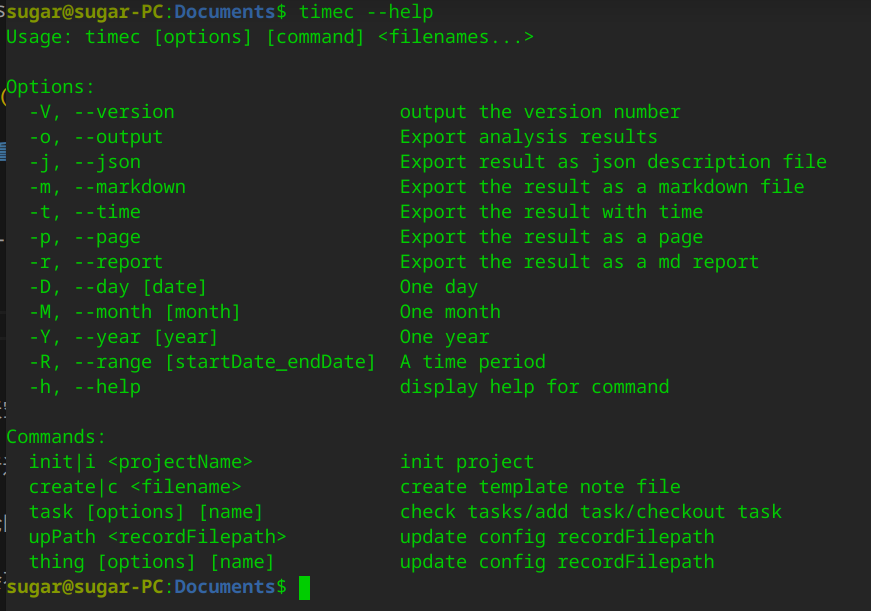 sugar@sugar-PC:Documents$ timec --help
Usage: timec [options] [command] <filenames...>
Options:
-V, --version output the version number
-o, --output Export analysis results
-j, --json Export result as json description file
-m, --markdown Export the result as a markdown file
-t, --time Export the result with time
-p, --page Export the result as a page
-r, --report Export the result as a md report
-D, --day [date] One day
-M, --month [month] One month
-Y, --year [year] One year
-R, --range [startDate_endDate] A time period
-h, --help display help for command
Commands:
init|i <projectName> init project
create|c <filename> create template note file
task [options] [name] check tasks/add task/checkout task
upPath <recordFilepath> update config recordFilepath
thing [options] [name] update config recordFilepath
sugar@sugar-PC:Documents$